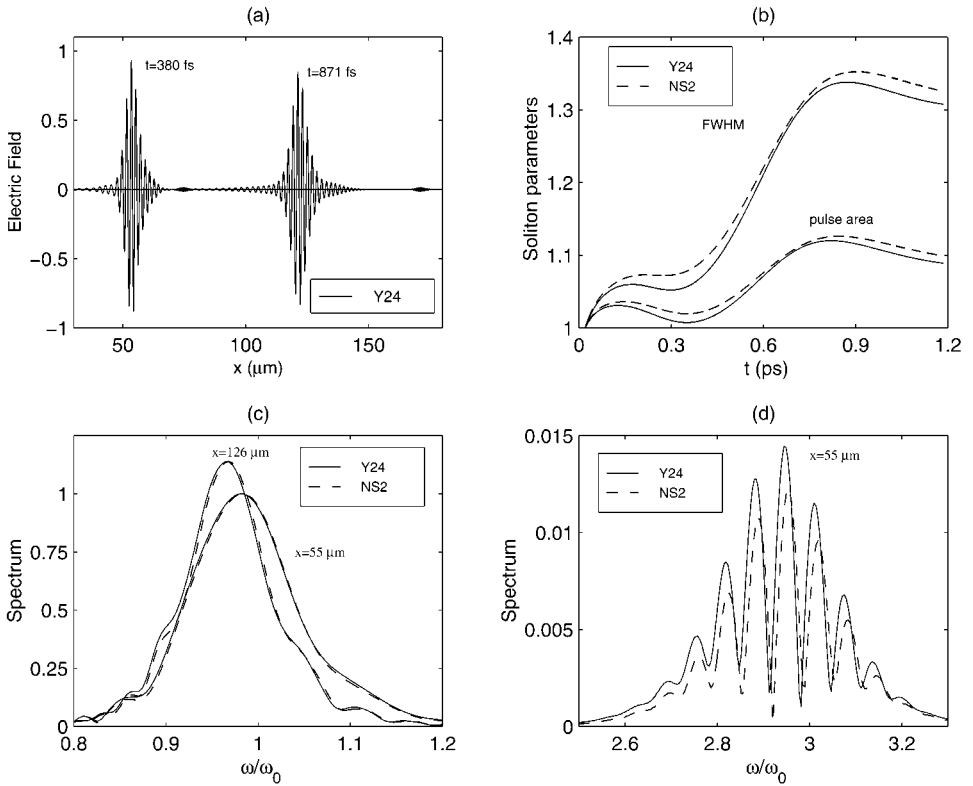 (a)
1
0.5
0
−0.5
−1
Electric Field
t=380 fs
t=871 fs
Y24
50
100
150
x (μm)
(b)
1.4
1.3
1.2
1.1
1
Soliton parameters
Y24
NS2
FWHM
pulse area
0
0.3
0.6
0.9
1.2
t (ps)
(c)
1
0.75
0.5
0.25
0
Spectrum
x=126 μm
x=55 μm
Y24
NS2
0.8
0.9
1
1.1
1.2
ω/ω0
(d)
0.015
0.01
0.005
0
Spectrum
Y24
NS2
x=55 μm
2.6
2.8
3
3.2
ω/ω0